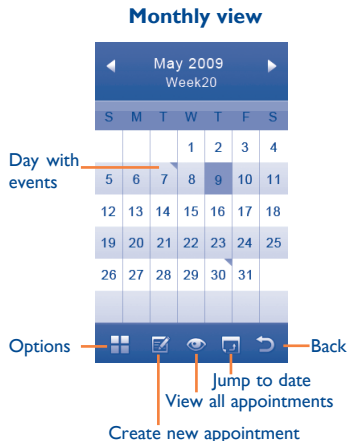 Monthly view
May 2009
Week20
S M T W T F S
1 2 3 4
5 6 7 8 9 10 11
12 13 14 15 16 17 18
19 20 21 22 23 24 25
26 27 28 29 30 31
Day with
events
Options
Back
Jump to date
View all appointments
Create new appointment